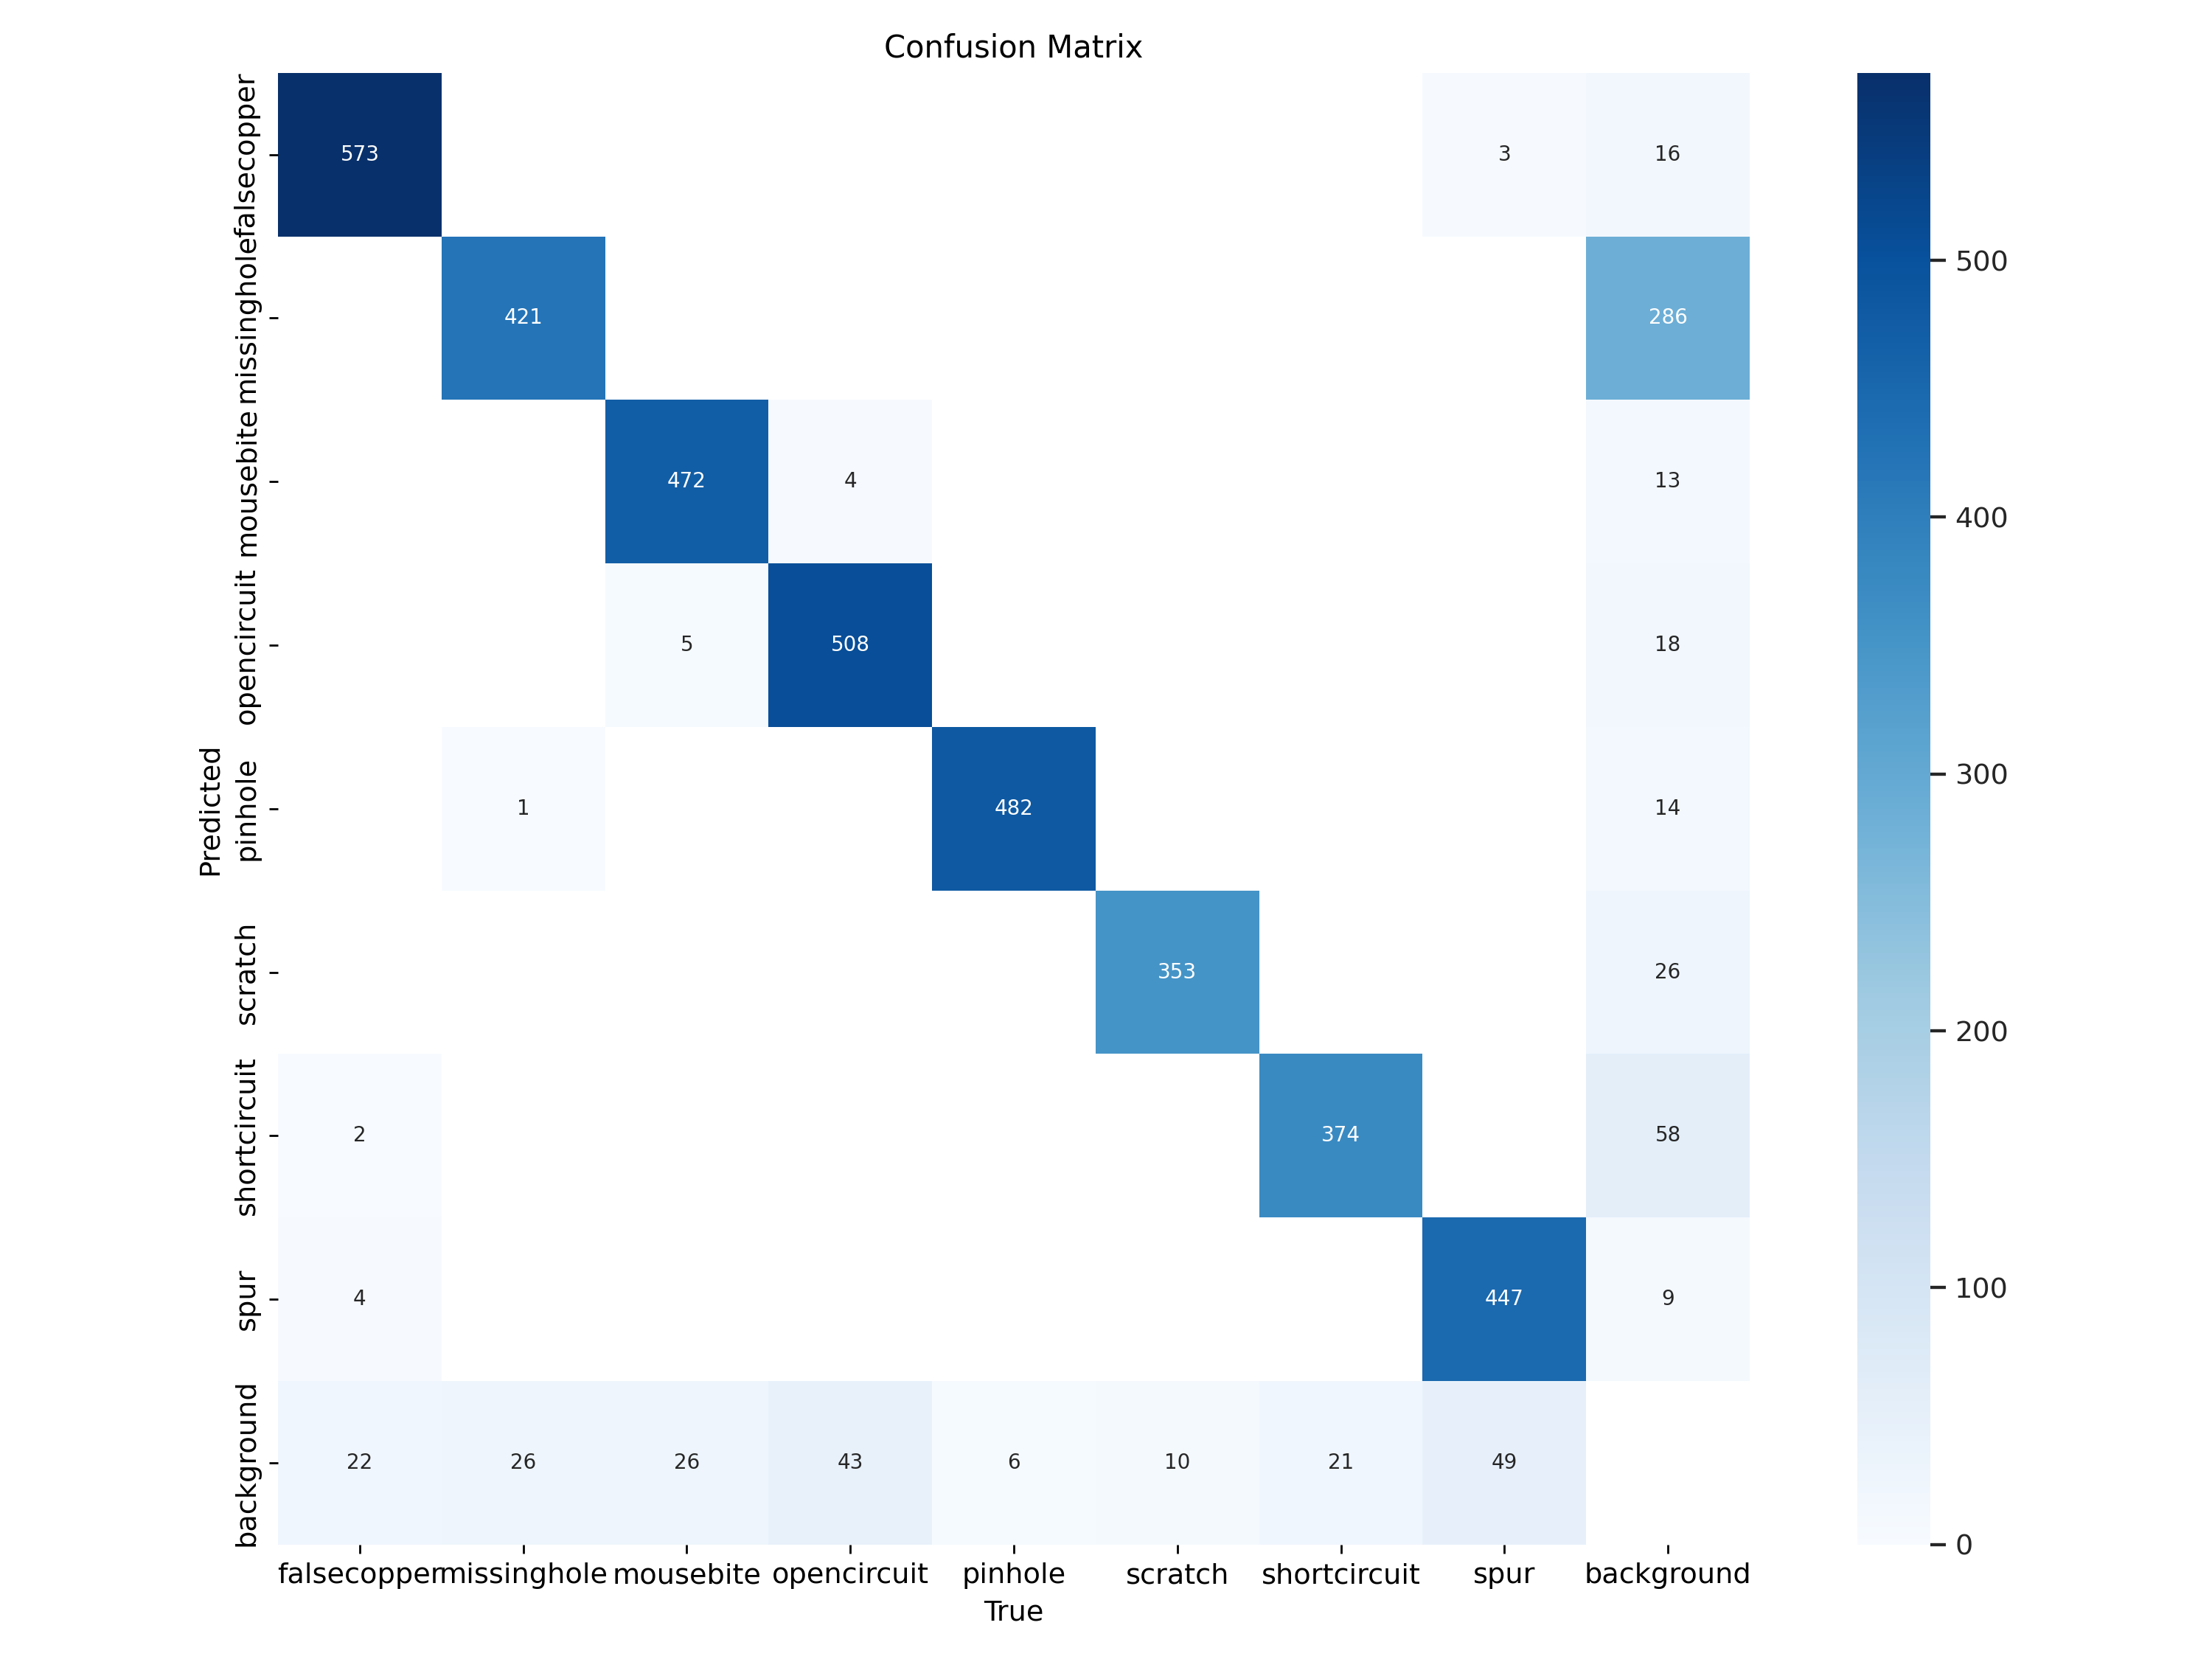 Confusion Matrix
falsecopper 573 3 16
missinghole 421 286
mousebite 472 4 13
opencircuit 5 508 18
pinhole 1 482 14
scratch 353 26
shortcircuit 2 374 58
spur 4 447 9
background 22 26 26 43 6 10 21 49
Predicted
falsecopper missinghole mousebite opencircuit pinhole scratch shortcircuit spur background
True
500
400
300
200
100
0